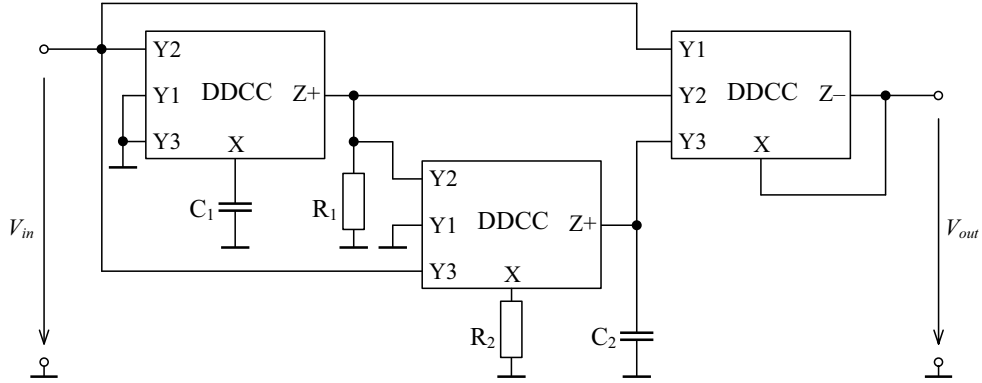 Y2
Y1
DDCC
Z+
Y3
X
C1
R1
Vin
Y2
Y1
DDCC
Z+
Y3
X
R2
C2
Y1
Y2
DDCC
Z−
Y3
X
Vout